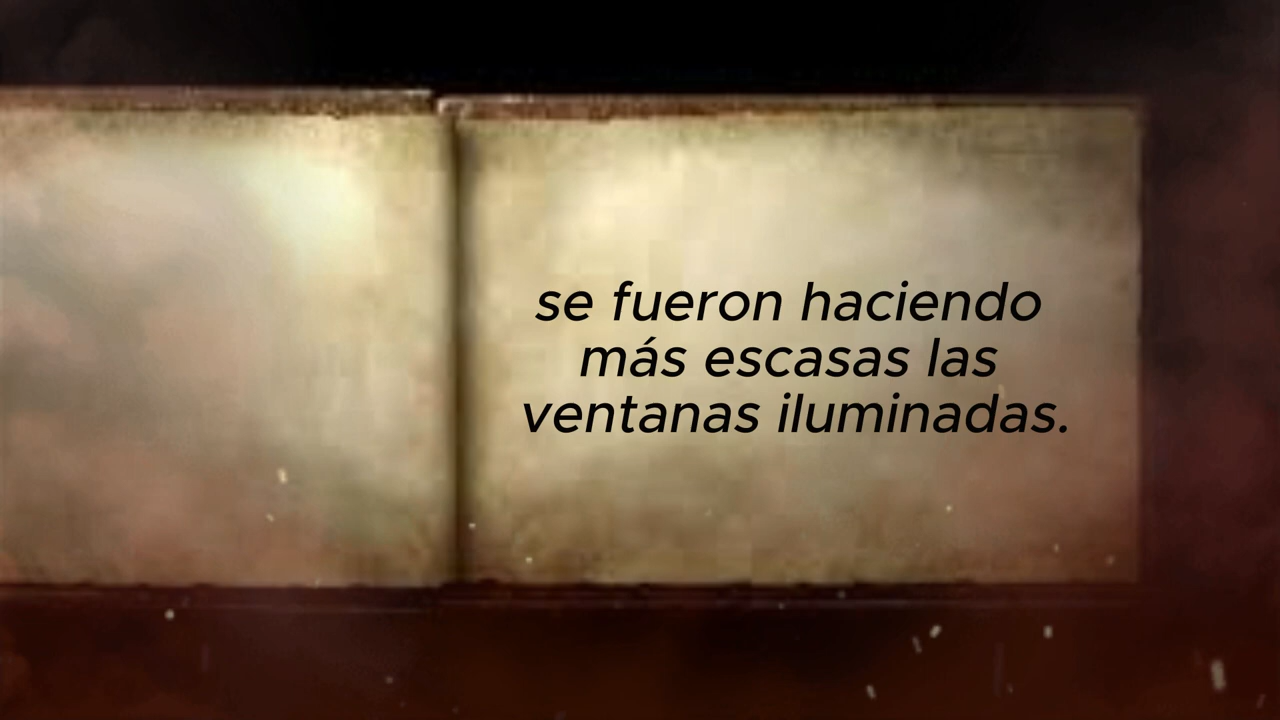 se fueron haciendo
más escasas las
ventanas iluminadas.